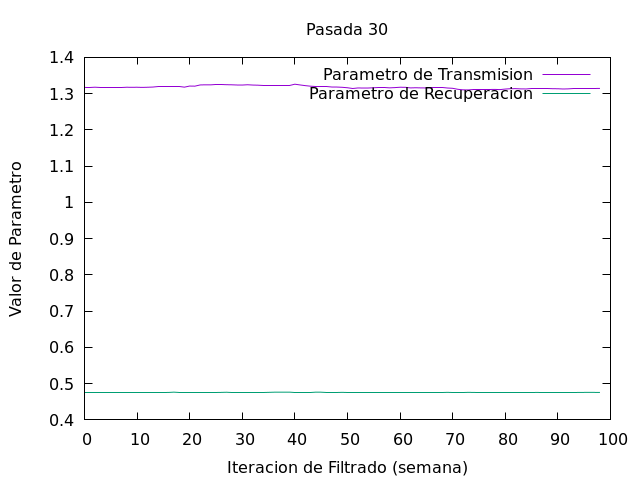 Pasada 30
1.4
1.3
1.2
1.1
1
0.9
0.8
0.7
0.6
0.5
0.4
Valor de Parametro
Parametro de Transmision
Parametro de Recuperacion
0 10 20 30 40 50 60 70 80 90 100
Iteracion de Filtrado (semana)